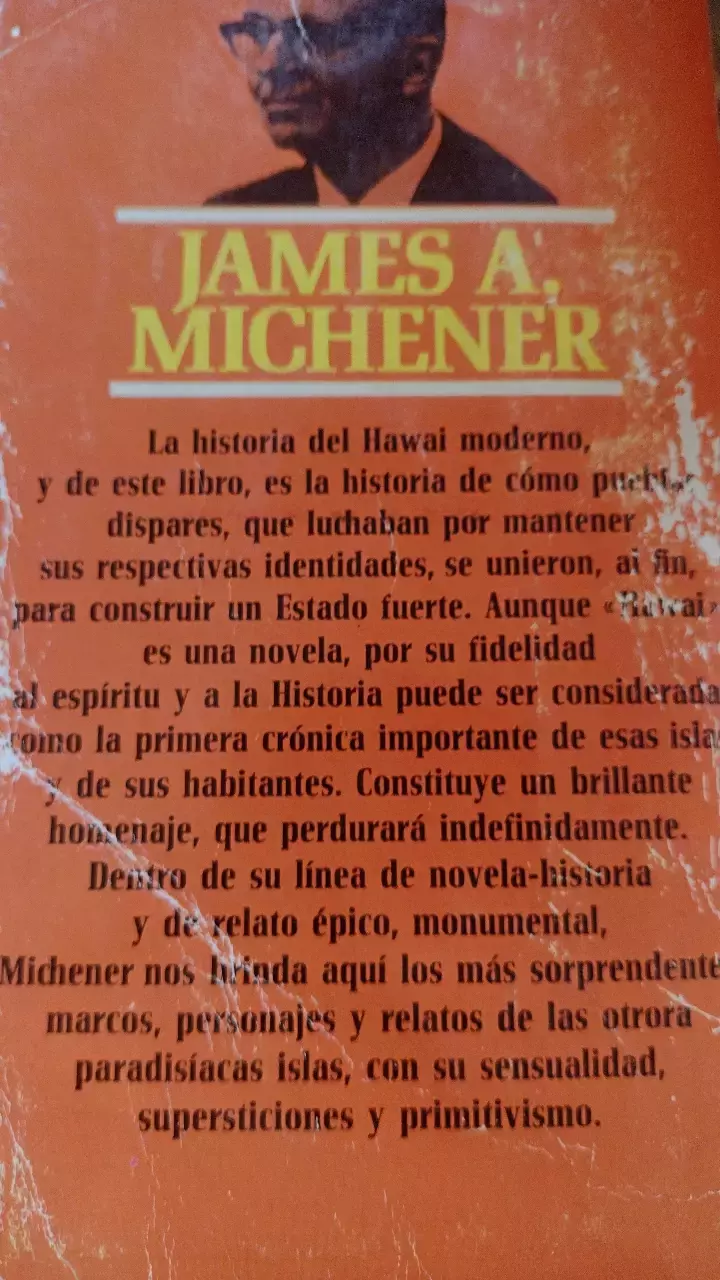 JAMES A.
MICHENER
La historia del Hawai moderno,
y de este libro, es la historia de cómo pueblos
dispares, que luchaban por mantener
sus respectivas identidades, se unieron, al fin,
para construir un Estado fuerte. Aunque «Hawai»
es una novela, por su fidelidad
al espíritu y a la Historia puede ser considerada
como la primera crónica importante de esas isla
y de sus habitantes. Constituye un brillante
homenaje, que perdurará indefinidamente.
Dentro de su línea de novela-historia
y de relato épico, monumental,
Michener nos brinda aquí los más sorprendente
marcos, personajes y relatos de las otrora
paradisíacas islas, con su sensualidad,
supersticiones y primitivismo.